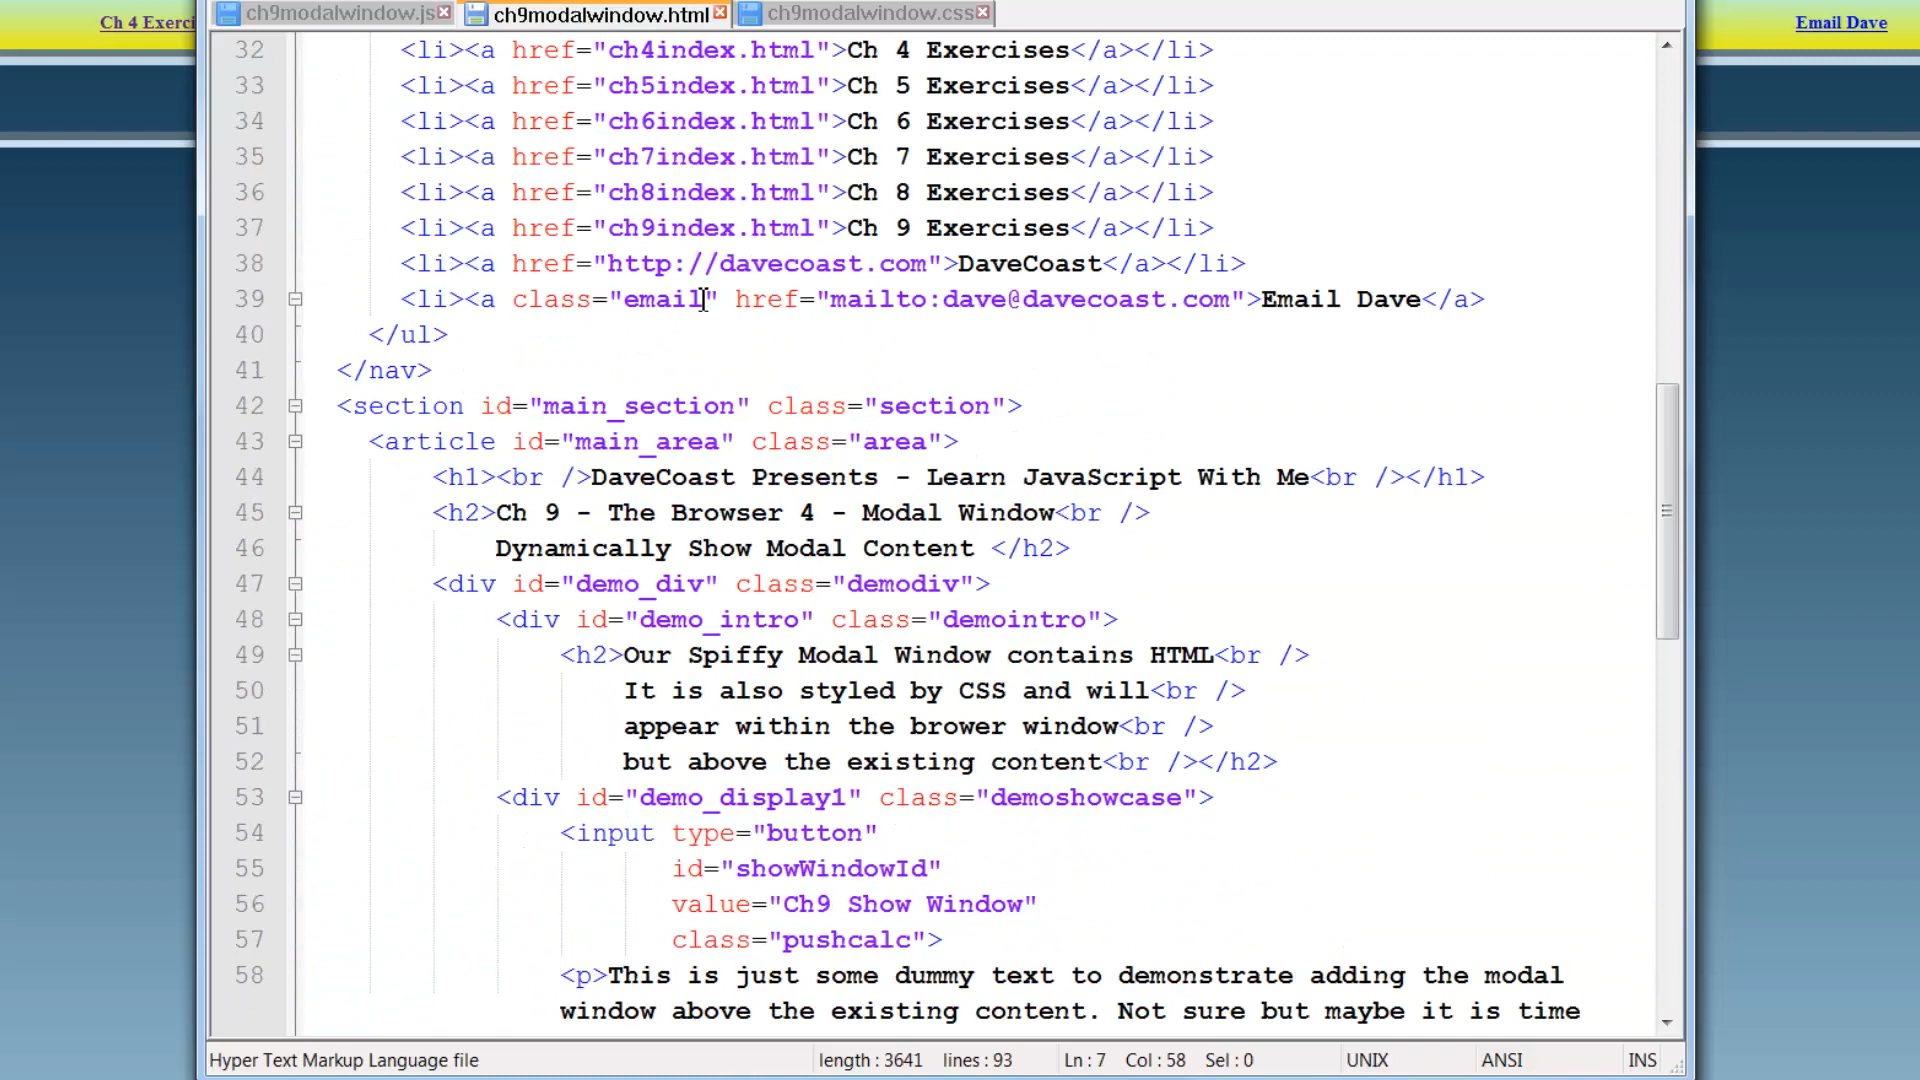 Ch 4 Exerci
Email Dave
ch9modalwindow.js
ch9modalwindow.html
ch9modalwindow.css
32 <li><a href="ch4index.html">Ch 4 Exercises</a></li>
33 <li><a href="ch5index.html">Ch 5 Exercises</a></li>
34 <li><a href="ch6index.html">Ch 6 Exercises</a></li>
35 <li><a href="ch7index.html">Ch 7 Exercises</a></li>
36 <li><a href="ch8index.html">Ch 8 Exercises</a></li>
37 <li><a href="ch9index.html">Ch 9 Exercises</a></li>
38 <li><a href="http://davecoast.com">DaveCoast</a></li>
39 <li><a class="email" href="mailto:dave@davecoast.com">Email Dave</a>
40 </ul>
41 </nav>
42 <section id="main_section" class="section">
43 <article id="main_area" class="area">
44 <h1><br />DaveCoast Presents - Learn JavaScript With Me<br /></h1>
45 <h2>Ch 9 - The Browser 4 - Modal Window<br />
46 Dynamically Show Modal Content </h2>
47 <div id="demo_div" class="demodiv">
48 <div id="demo_intro" class="demointro">
49 <h2>Our Spiffy Modal Window contains HTML<br />
50 It is also styled by CSS and will<br />
51 appear within the brower window<br />
52 but above the existing content<br /></h2>
53 <div id="demo_display1" class="demoshowcase">
54 <input type="button"
55 id="showWindowId"
56 value="Ch9 Show Window"
57 class="pushcalc">
58 <p>This is just some dummy text to demonstrate adding the modal
window above the existing content. Not sure but maybe it is time
Hyper Text Markup Language file length : 3641 lines : 93 Ln : 7 Col : 58 Sel : 0 UNIX ANSI INS